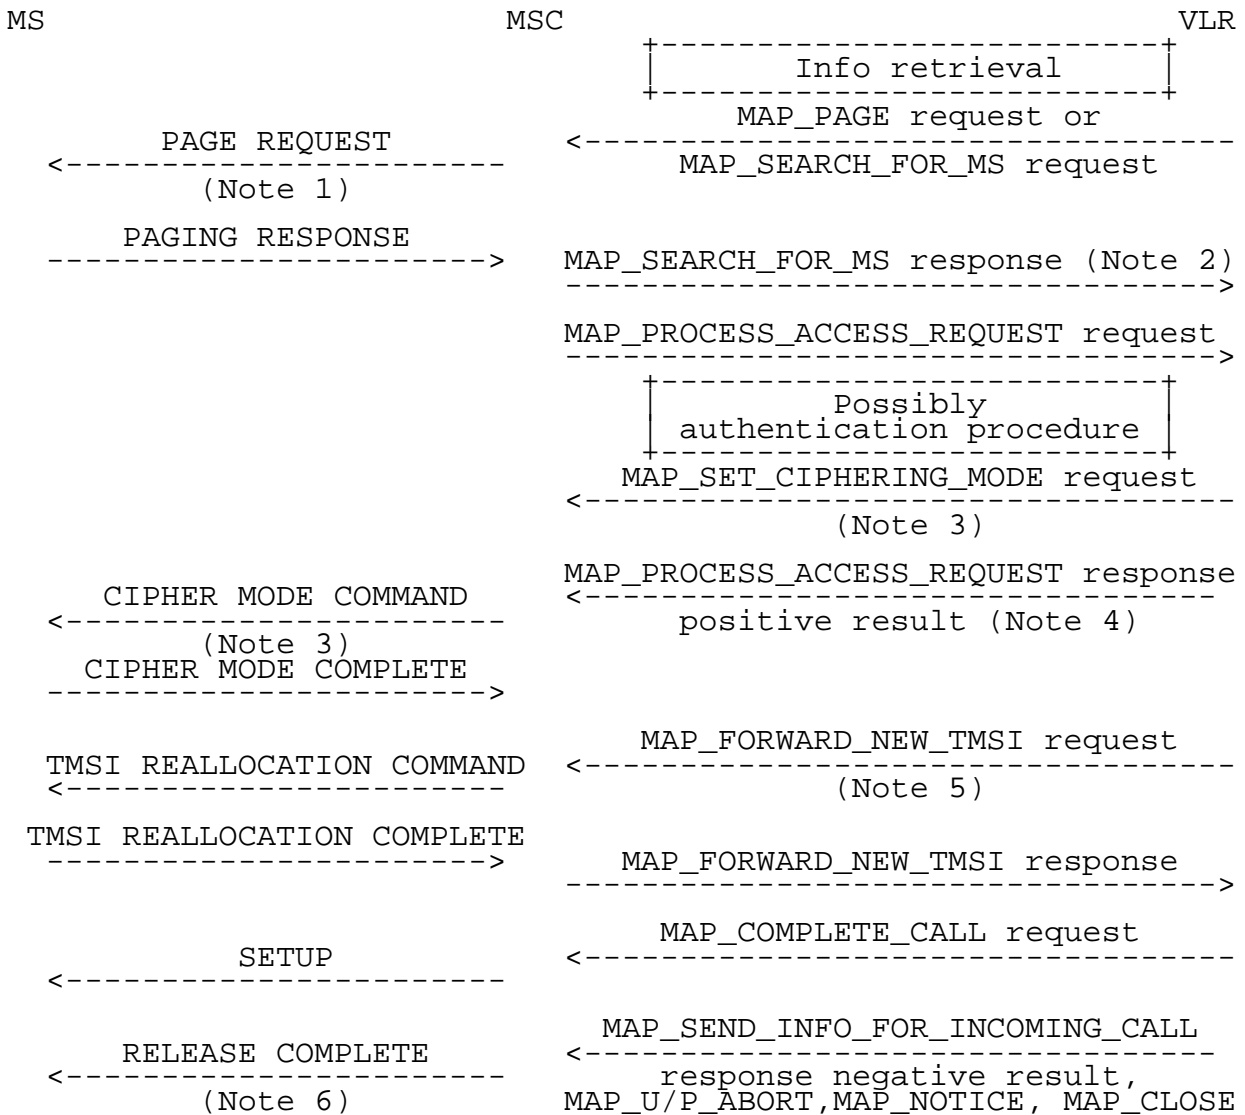 MS MSC VLR
Info retrieval
MAP_PAGE request or
PAGE REQUEST
MAP_SEARCH_FOR_MS request
(Note 1)
PAGING RESPONSE
MAP_SEARCH_FOR_MS response (Note 2)
MAP_PROCESS_ACCESS_REQUEST request
Possibly
authentication procedure
MAP_SET_CIPHERING_MODE request
(Note 3)
MAP_PROCESS_ACCESS_REQUEST response
CIPHER MODE COMMAND
positive result (Note 4)
(Note 3)
CIPHER MODE COMPLETE
MAP_FORWARD_NEW_TMSI request
TMSI REALLOCATION COMMAND
(Note 5)
TMSI REALLOCATION COMPLETE
MAP_FORWARD_NEW_TMSI response
MAP_COMPLETE_CALL request
SETUP
MAP_SEND_INFO_FOR_INCOMING_CALL
RELEASE COMPLETE
response negative result,
(Note 6) MAP_U/P_ABORT,MAP_NOTICE, MAP_CLOSE